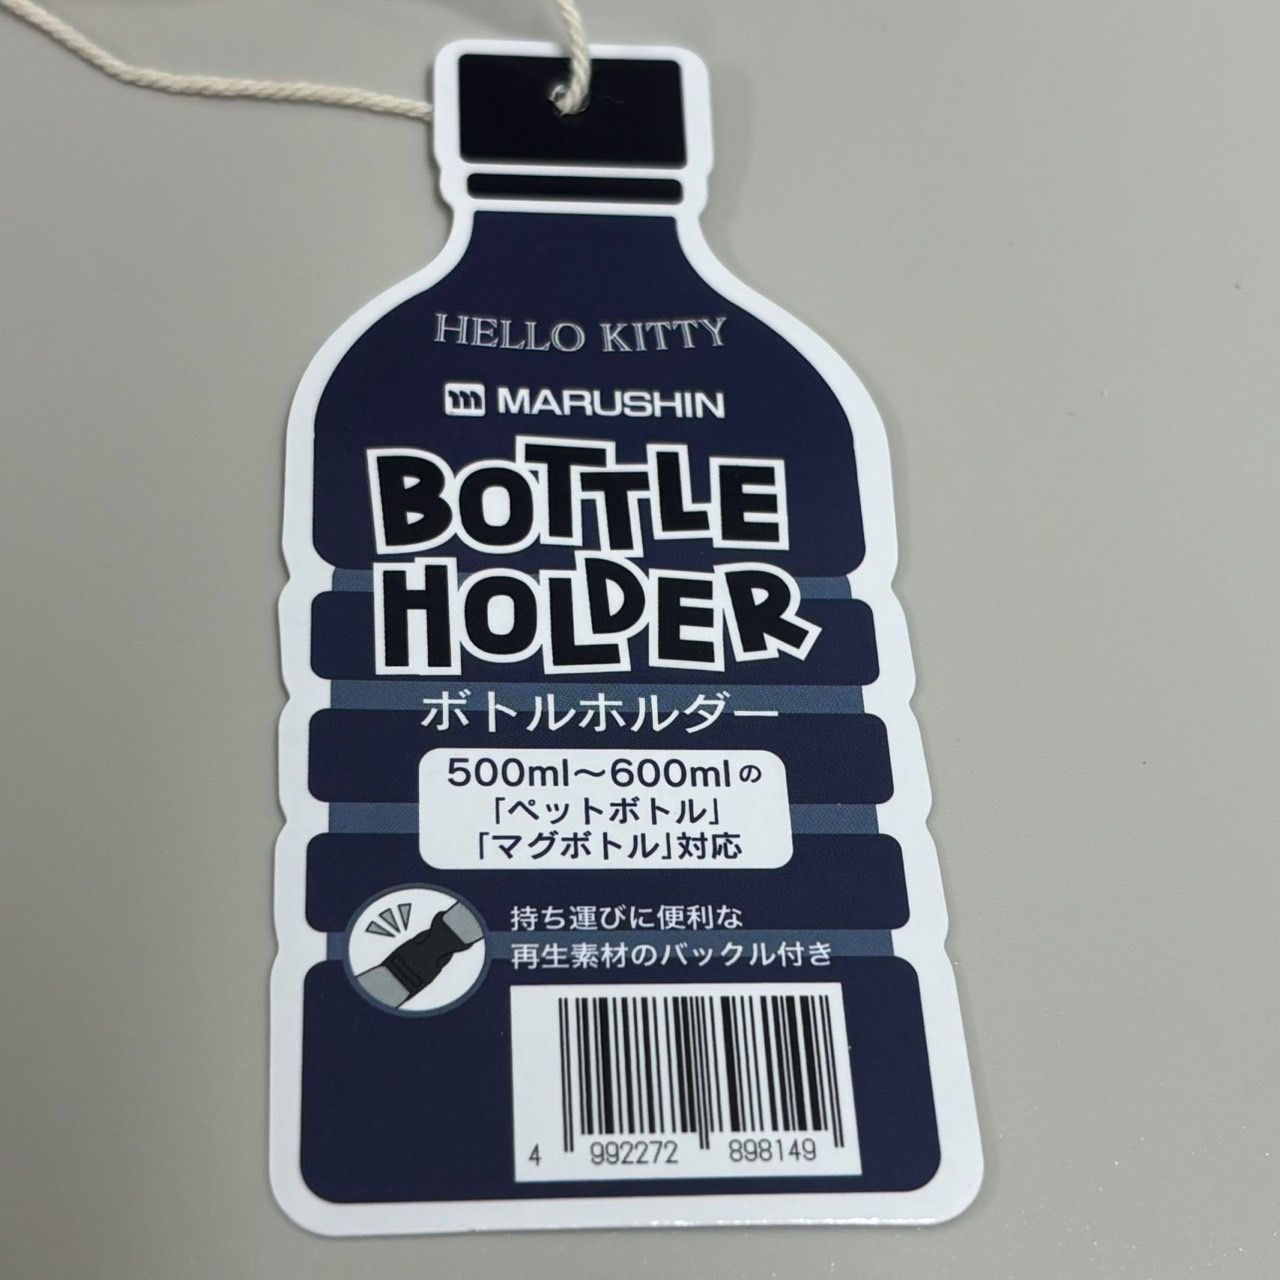 HELLO KITTY
m MARUSHIN
BOTTLE
HOLDER
ボトルホルダー
500ml～600mlの
「ペットボトル」
「マグボトル」対応
持ち運びに便利な
再生素材のバックル付き
4 992272 898149